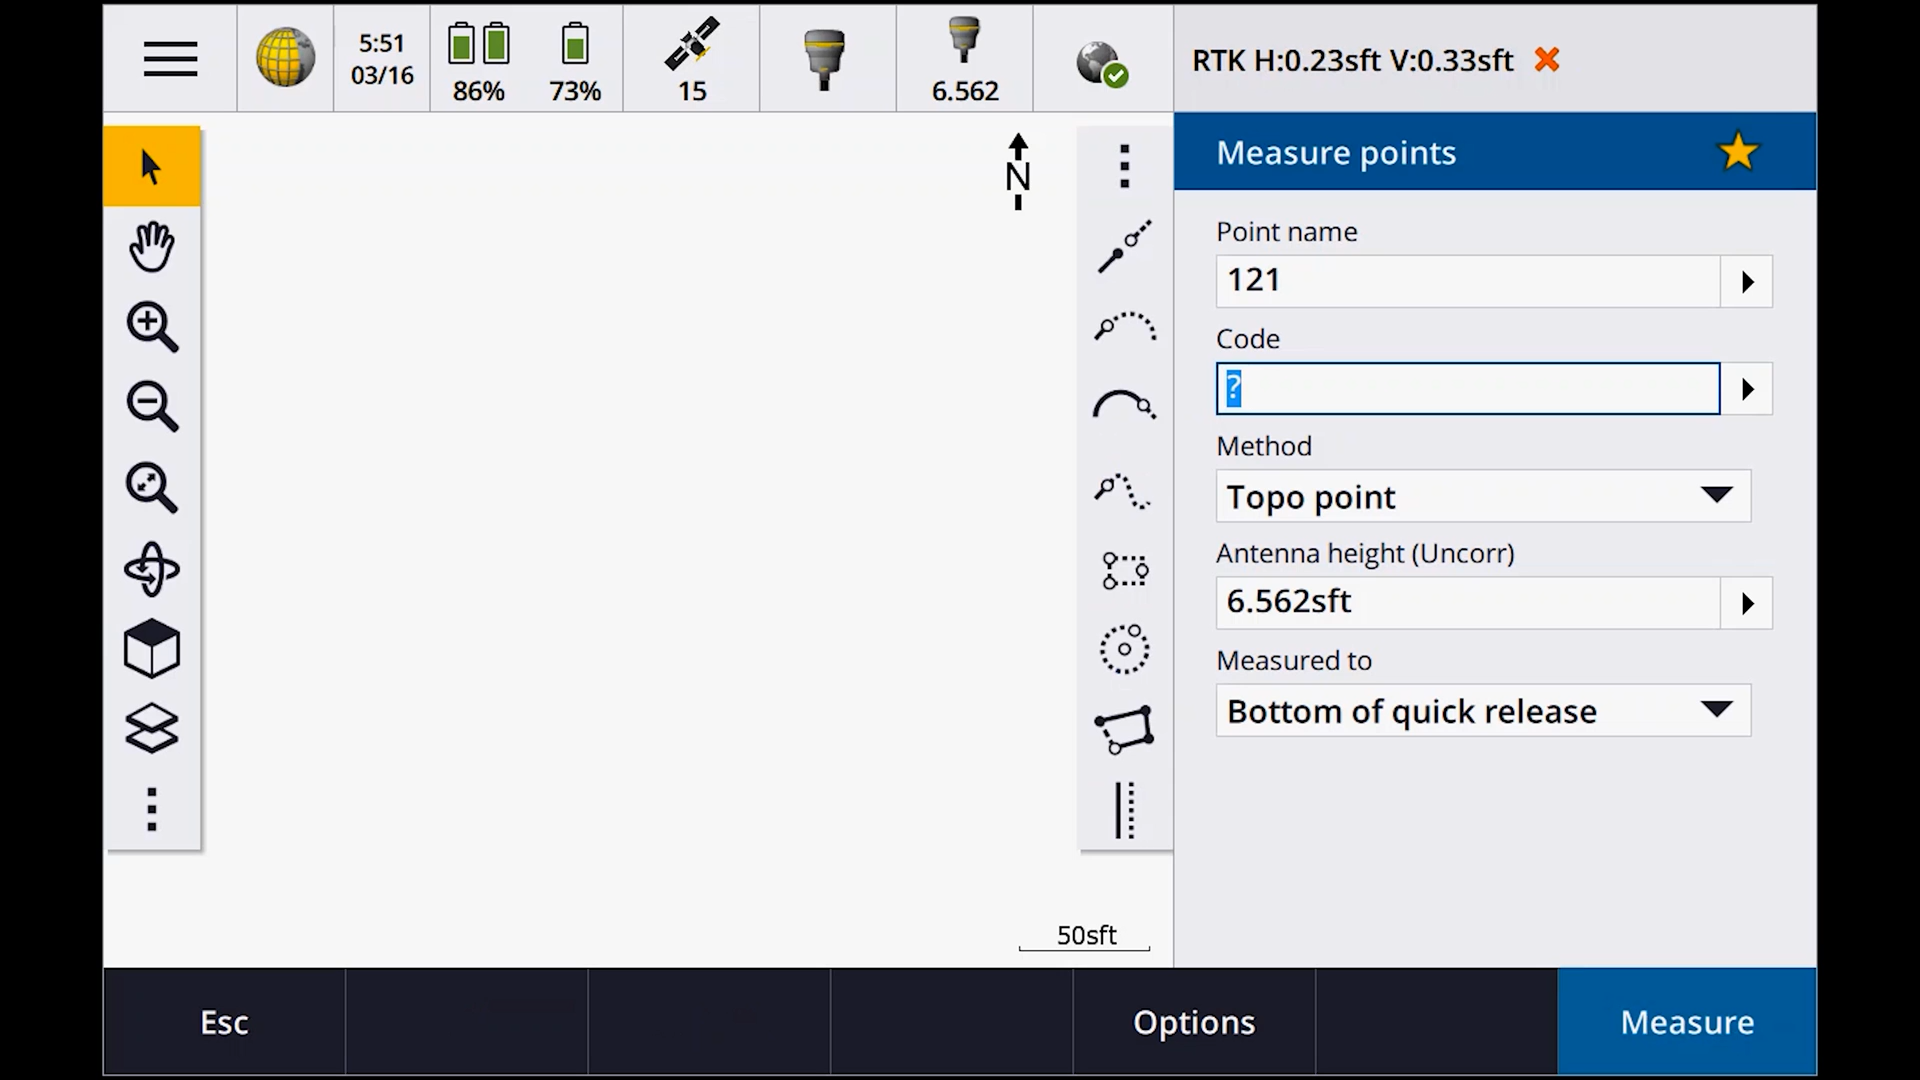 5:51
03/16
86%
73%
15
6.562
RTK H:0.23sft V:0.33sft
Measure points
N
Point name
121
Code
?
Method
Topo point
Antenna height (Uncorr)
6.562sft
Measured to
Bottom of quick release
50sft
Esc
Options
Measure